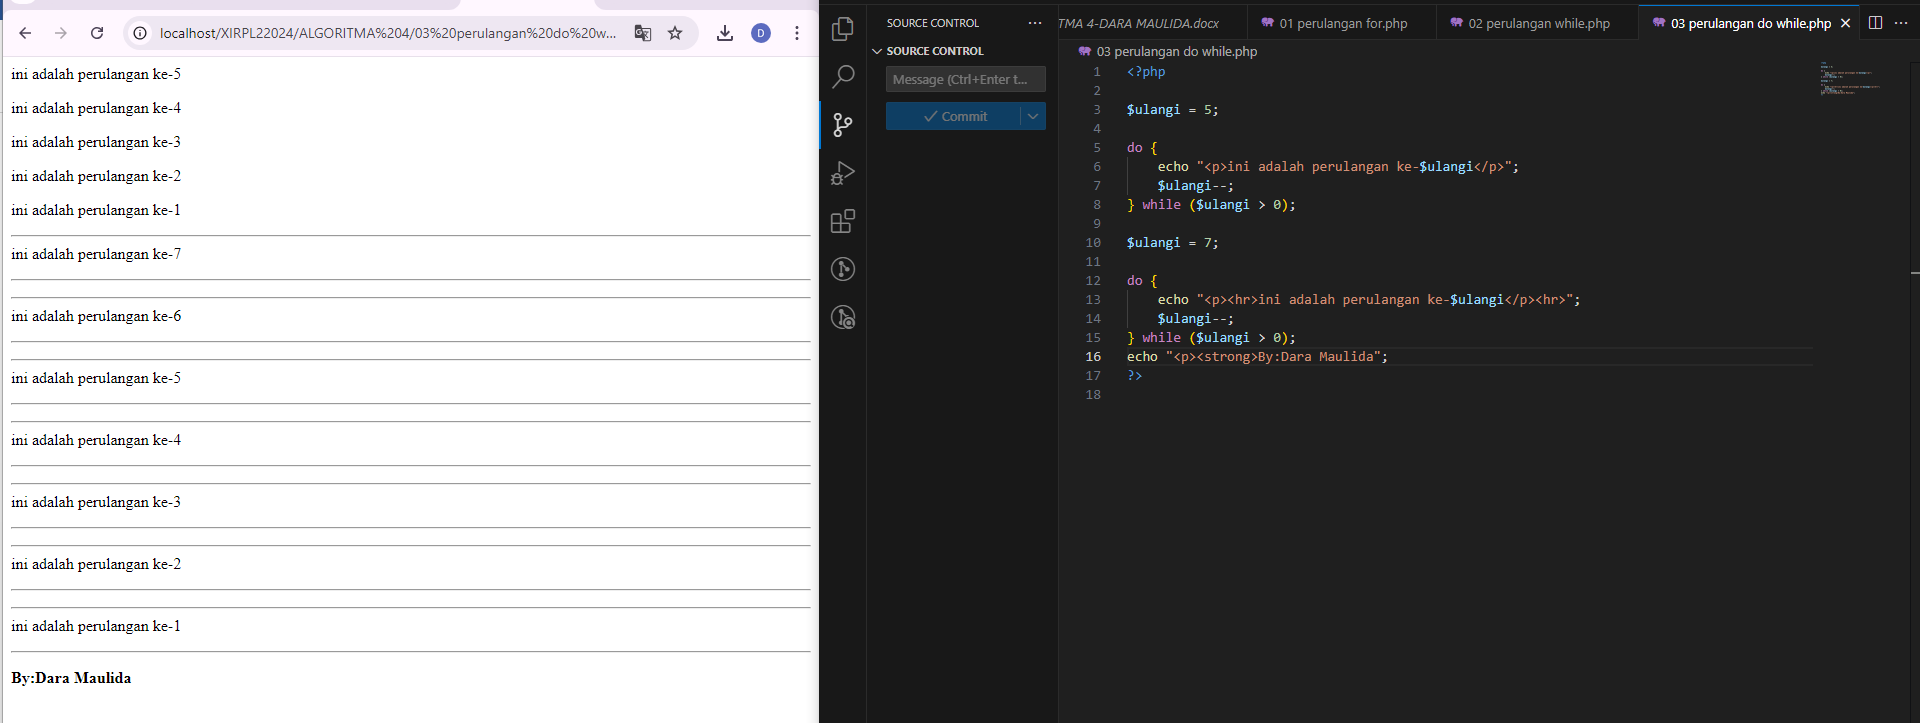 localhost/XIRPL22024/ALGORITMA%204/03%20perulangan%20do%20w...
D
ini adalah perulangan ke-5
ini adalah perulangan ke-4
ini adalah perulangan ke-3
ini adalah perulangan ke-2
ini adalah perulangan ke-1
ini adalah perulangan ke-7
ini adalah perulangan ke-6
ini adalah perulangan ke-5
ini adalah perulangan ke-4
ini adalah perulangan ke-3
ini adalah perulangan ke-2
ini adalah perulangan ke-1
By:Dara Maulida
SOURCE CONTROL
SOURCE CONTROL
Message (Ctrl+Enter t...
Commit
TMA 4-DARA MAULIDA.docx
01 perulangan for.php
02 perulangan while.php
03 perulangan do while.php
03 perulangan do while.php
1 <?php
2
3 $ulangi = 5;
4
5 do {
6 echo "<p>ini adalah perulangan ke-$ulangi</p>";
7 $ulangi--;
8 } while ($ulangi > 0);
9
10 $ulangi = 7;
11
12 do {
13 echo "<p><hr>ini adalah perulangan ke-$ulangi</p><hr>";
14 $ulangi--;
15 } while ($ulangi > 0);
16 echo "<p><strong>By:Dara Maulida";
17 ?>
18